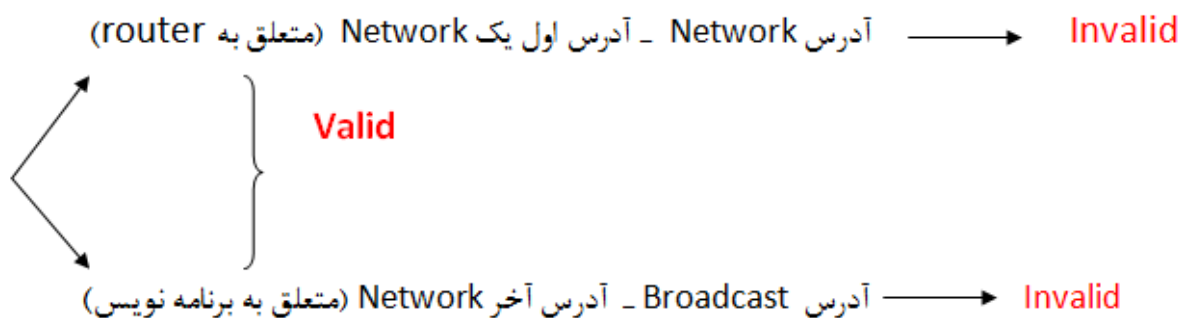 آدرس Network - آدرس اول یک Network (متعلق به router) Invalid
Valid
آدرس Broadcast - آدرس آخر Network (متعلق به برنامه نویس) Invalid